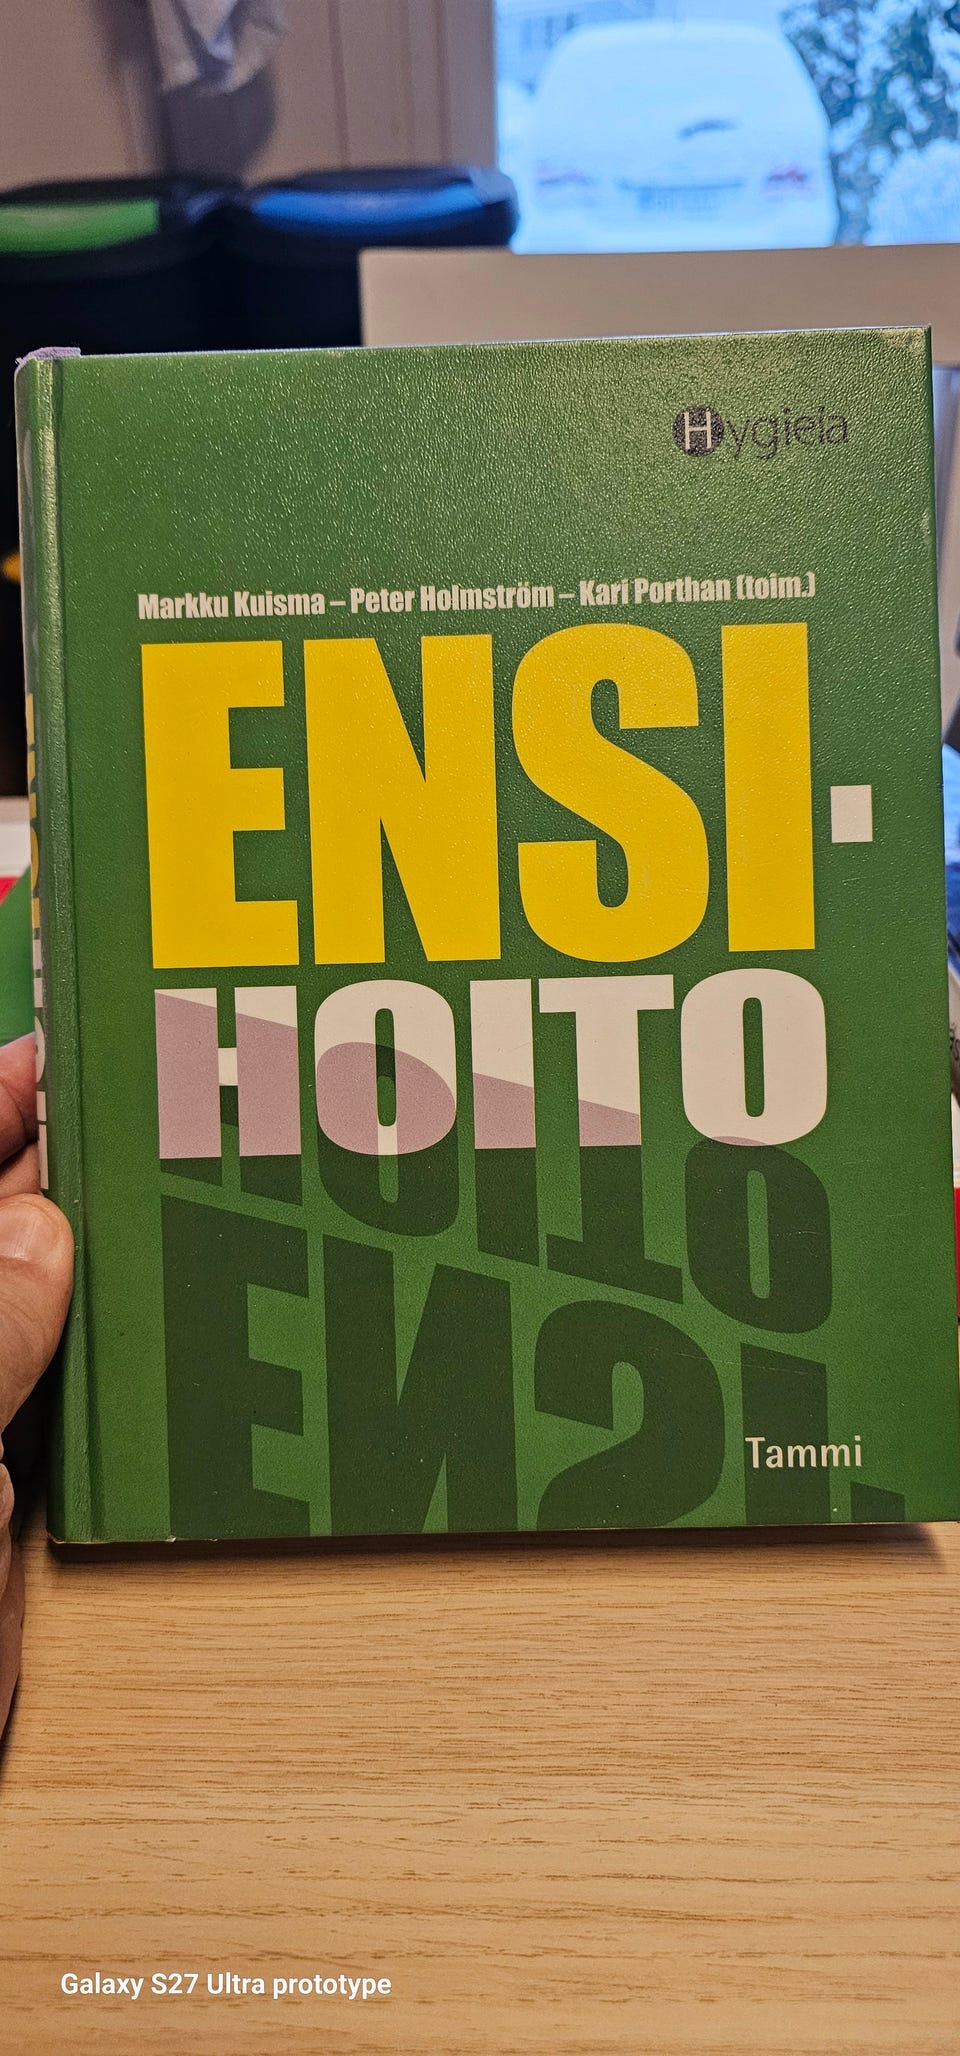 Hygieia
Markku Kuisma – Peter Holmström – Kari Porthan (toim.)
ENSI-
HOITO
Tammi
Galaxy S27 Ultra prototype